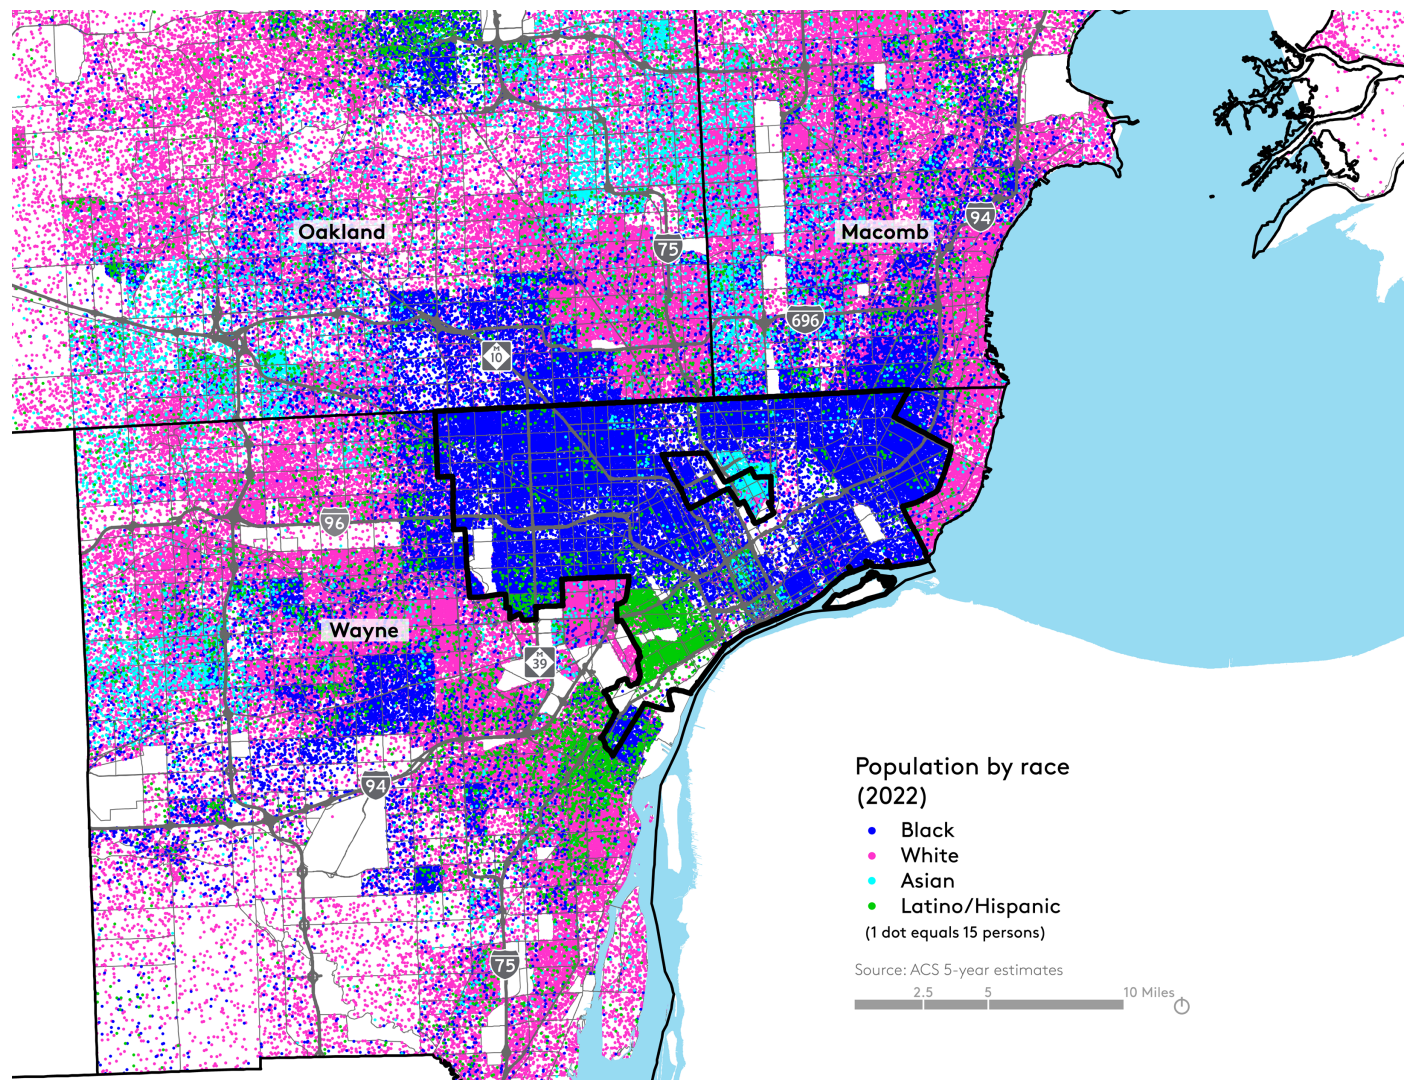 Oakland
Macomb
94
75
696
M
10
96
Wayne
M
39
94
75
Population by race
(2022)
Black
White
Asian
Latino/Hispanic
(1 dot equals 15 persons)
Source: ACS 5-year estimates
2.5 5 10 Miles